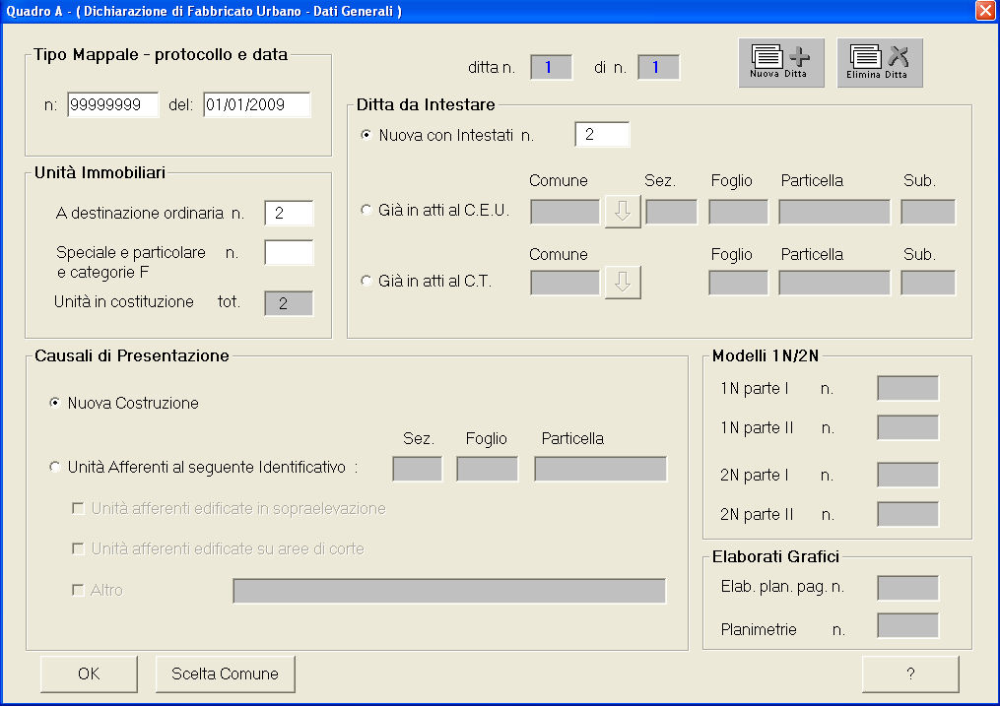 Quadro A - ( Dichiarazione di Fabbricato Urbano - Dati Generali )
Tipo Mappale - protocollo e data
n: 99999999 del: 01/01/2009
ditta n. 1 di n. 1
Nuova Ditta
Elimina Ditta
Ditta da Intestare
Nuova con Intestati n. 2
Comune Sez. Foglio Particella Sub.
Già in atti al C.E.U.
Comune Foglio Particella Sub.
Già in atti al C.T.
Unità Immobiliari
A destinazione ordinaria n. 2
Speciale e particolare n.
e categorie F
Unità in costituzione tot. 2
Causali di Presentazione
Nuova Costruzione
Sez. Foglio Particella
Unità Afferenti al seguente Identificativo :
Unità afferenti edificate in sopraelevazione
Unità afferenti edificate su aree di corte
Altro
Modelli 1N/2N
1N parte I n.
1N parte II n.
2N parte I n.
2N parte II n.
Elaborati Grafici
Elab. plan. pag. n.
Planimetrie n.
OK
Scelta Comune
?